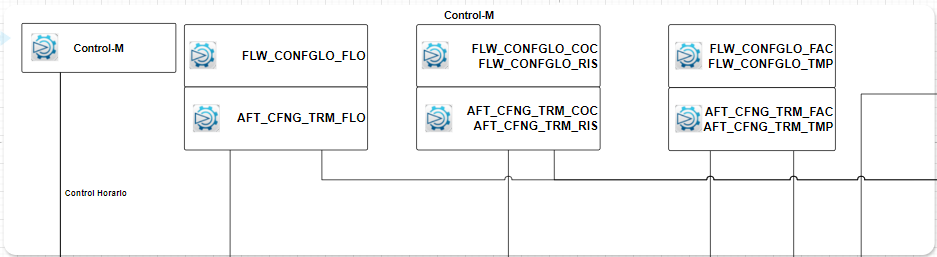 Control-M
Control-M
FLW_CONFGLO_FLO
AFT_CFNG_TRM_FLO
FLW_CONFGLO_COC
FLW_CONFGLO_RIS
AFT_CFNG_TRM_COC
AFT_CFNG_TRM_RIS
FLW_CONFGLO_FAC
FLW_CONFGLO_TMP
AFT_CFNG_TRM_FAC
AFT_CFNG_TRM_TMP
Control Horario